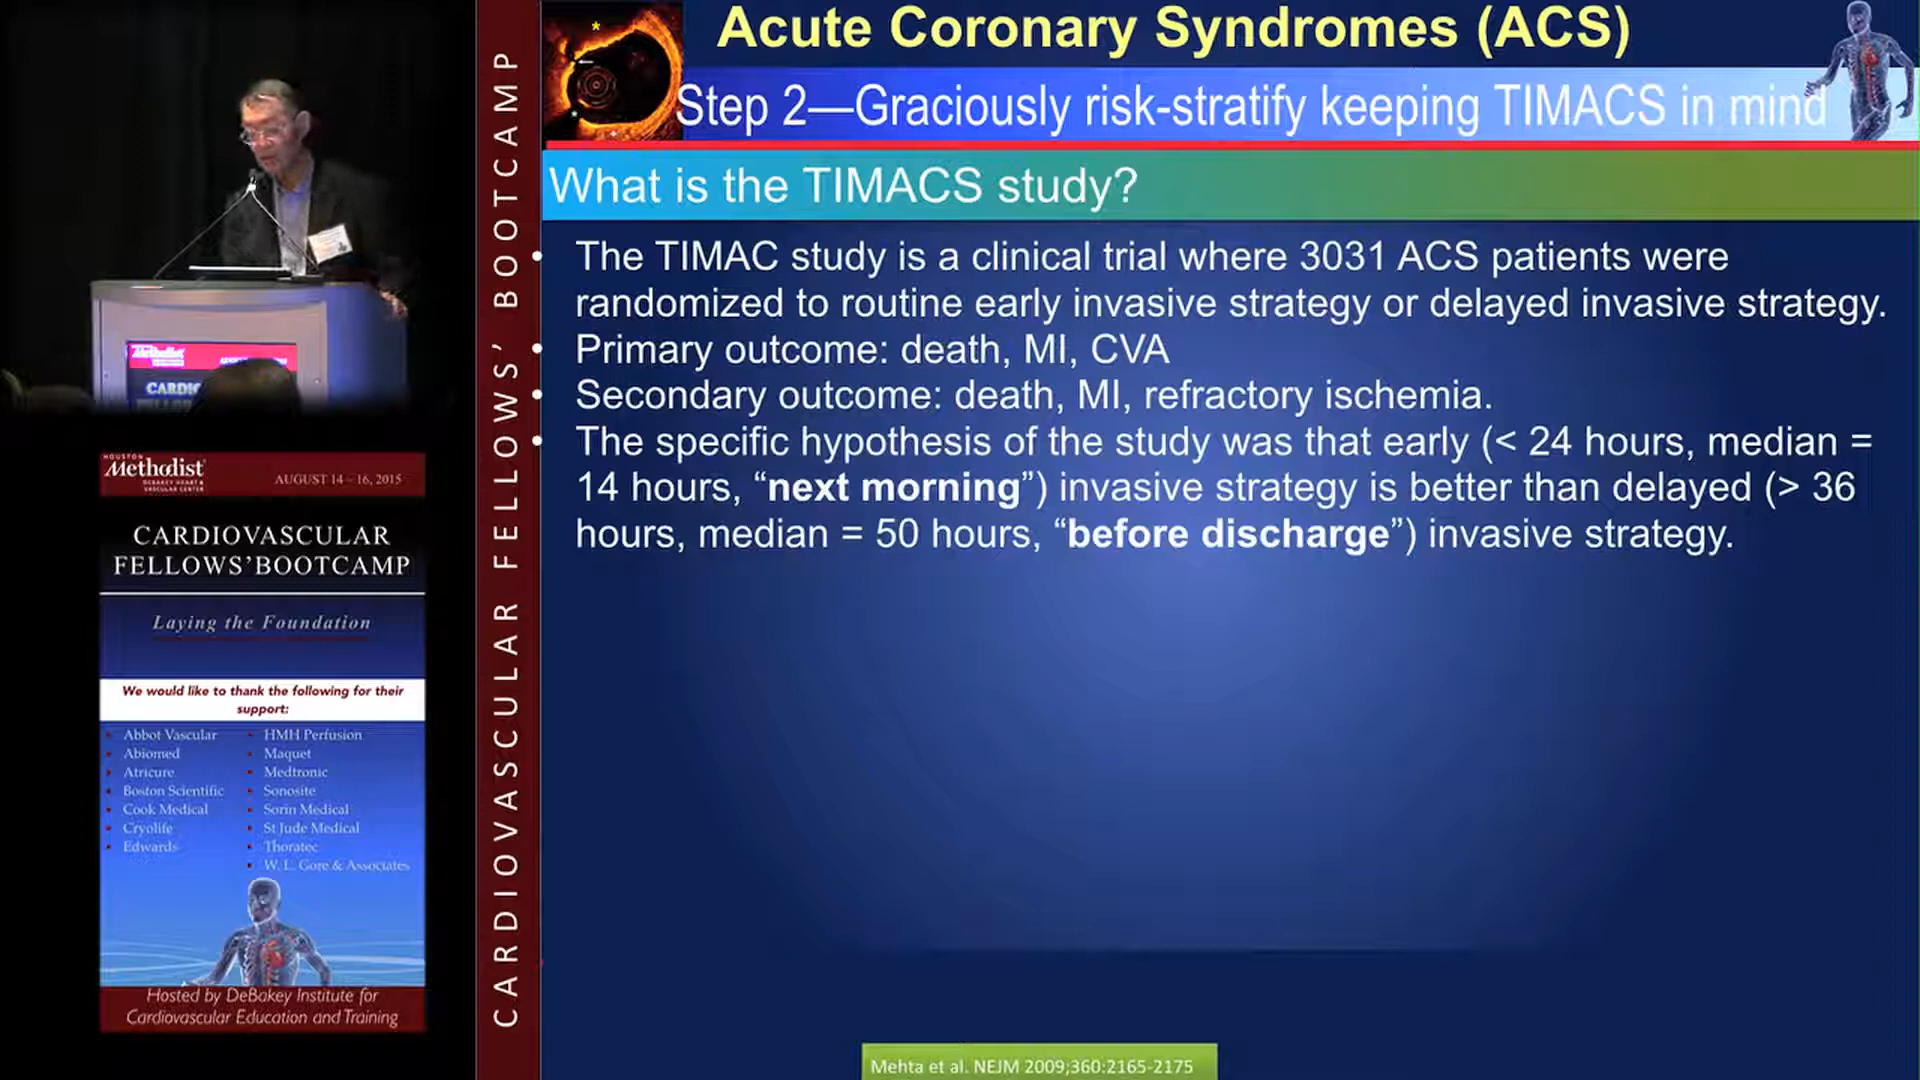 Acute Coronary Syndromes (ACS)
Step 2—Graciously risk-stratify keeping TIMACS in mind
What is the TIMACS study?
• The TIMAC study is a clinical trial where 3031 ACS patients were
randomized to routine early invasive strategy or delayed invasive strategy.
• Primary outcome: death, MI, CVA
• Secondary outcome: death, MI, refractory ischemia.
• The specific hypothesis of the study was that early (< 24 hours, median =
14 hours, “next morning”) invasive strategy is better than delayed (> 36
hours, median = 50 hours, “before discharge”) invasive strategy.
Mehta et al. NEJM 2009;360:2165-2175
CARDIOVASCULAR FELLOWS’ BOOTCAMP
Methodist
CARDIO
HOUSTON
Methodist
DEBAKEY HEART &
VASCULAR CENTER
AUGUST 14 – 16, 2015
CARDIOVASCULAR
FELLOWS’BOOTCAMP
Laying the Foundation
We would like to thank the following for their
support:
Abbot Vascular
Abiomed
Atricure
Boston Scientific
Cook Medical
Cryolife
Edwards
HMH Perfusion
Maquet
Medtronic
Sonosite
Sorin Medical
St Jude Medical
Thoratec
W. L. Gore & Associates
Hosted by DeBakey Institute for
Cardiovascular Education and Training